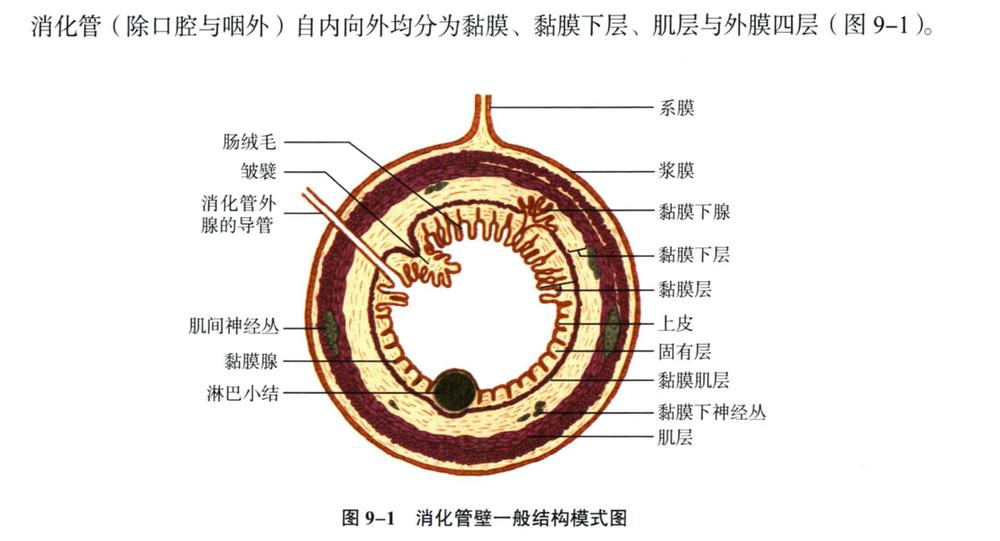 消化管（除口腔与咽外）自内向外均分为黏膜、黏膜下层、肌层与外膜四层（图 9-1）。
系膜
肠绒毛
皱襞
浆膜
消化管外
腺的导管
黏膜下腺
黏膜下层
黏膜层
肌间神经丛
上皮
黏膜腺
固有层
淋巴小结
黏膜肌层
黏膜下神经丛
肌层
图 9-1 消化管壁一般结构模式图